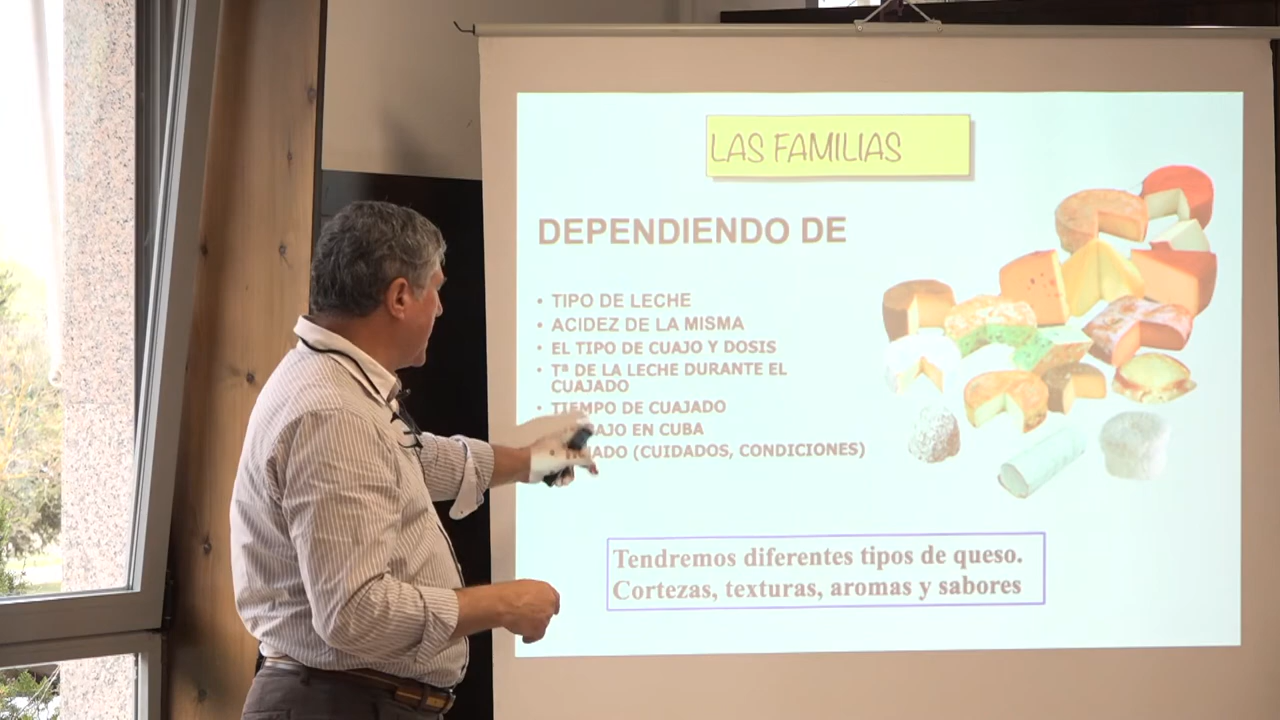 LAS FAMILIAS
DEPENDIENDO DE
• TIPO DE LECHE
• ACIDEZ DE LA MISMA
• EL TIPO DE CUAJO Y DOSIS
• Tª DE LA LECHE DURANTE EL
CUAJADO
• TIEMPO DE CUAJADO
EN CUBA
(CUIDADOS, CONDICIONES)
Tendremos diferentes tipos de queso.
Cortezas, texturas, aromas y sabores